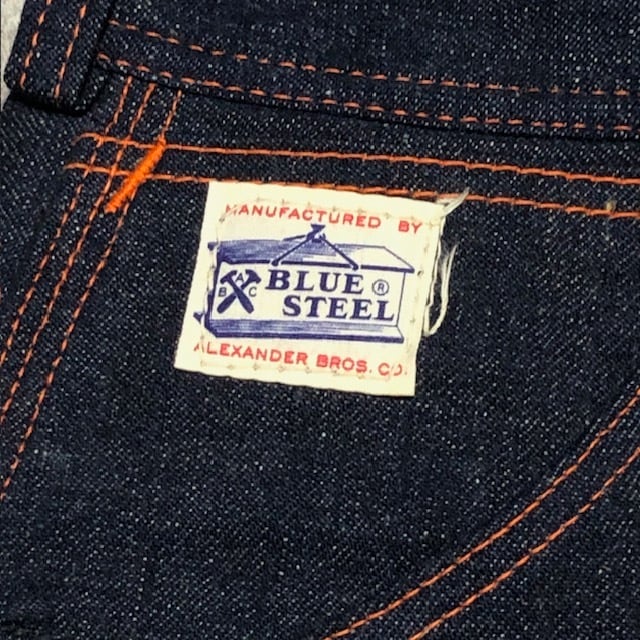 MANUFACTURED BY
BLUE ®
STEEL
B C
ALEXANDER BROS. CO.